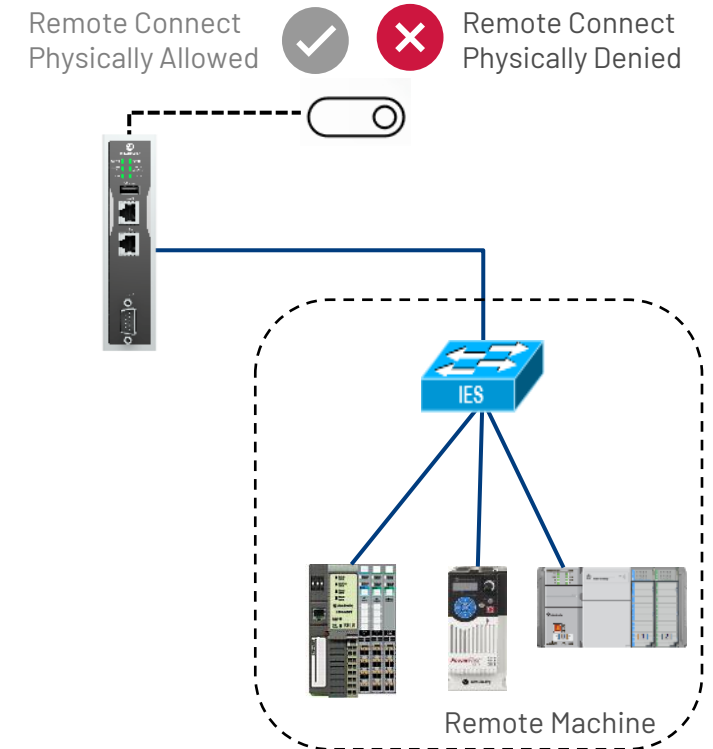 Remote Connect
Physically Allowed
Remote Connect
Physically Denied
IES
Remote Machine